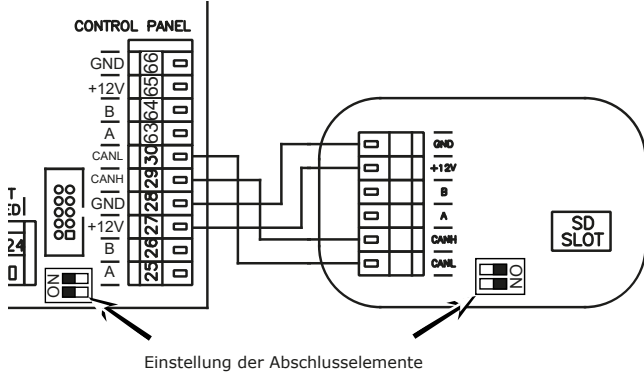 CONTROL PANEL
GND 66
+12V 65
B 64
A 63
CANL 30
CANH 29
GND 28
+12V 27
B 26
A 25
24
ON
GND
+12V
B
A
CANH
CANL
SD
SLOT
ON
Einstellung der Abschlusselemente